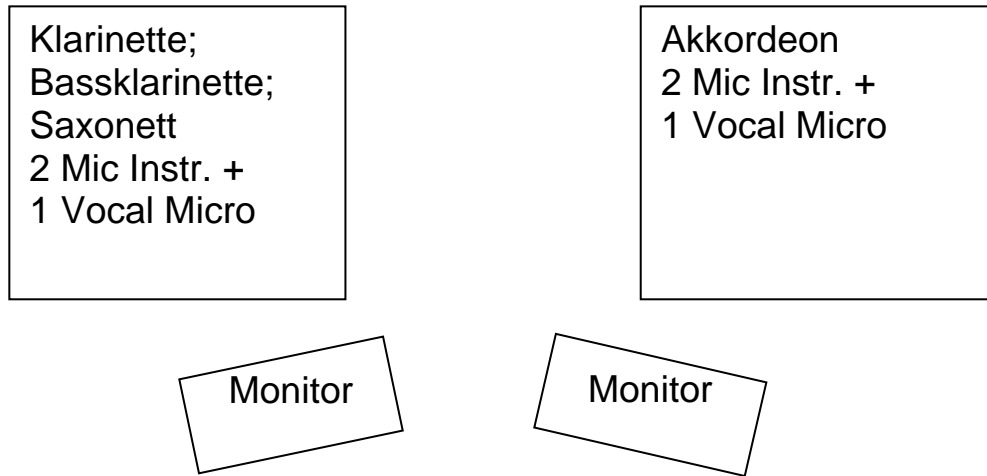 Klarinette;
Bassklarinette;
Saxonett
2 Mic Instr. +
1 Vocal Micro
Akkordeon
2 Mic Instr. +
1 Vocal Micro
Monitor
Monitor